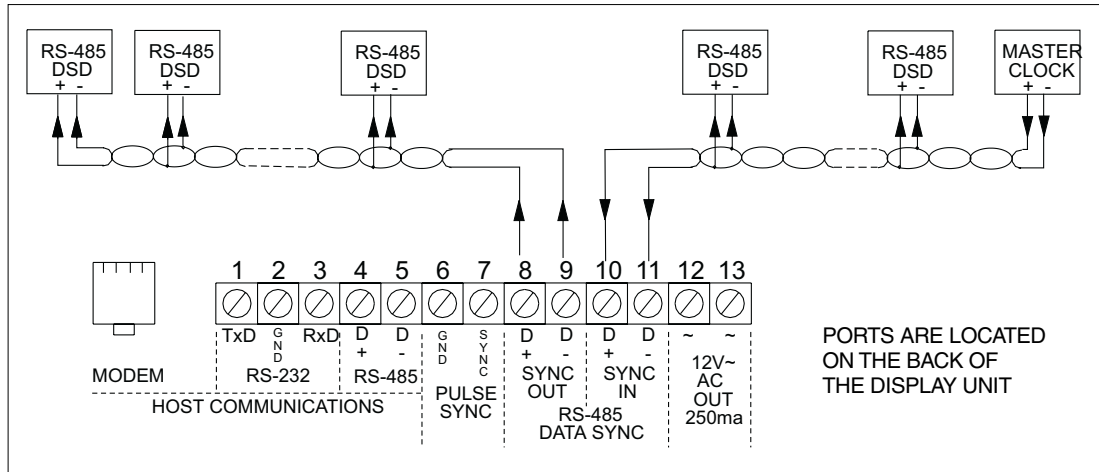 RS-485
DSD
+ -
RS-485
DSD
+ -
RS-485
DSD
+ -
RS-485
DSD
+ -
RS-485
DSD
+ -
MASTER
CLOCK
+ -
1 2 3 4 5 6 7 8 9 10 11 12 13
TxD GND RxD D+ D- GND SYNC D+ D- D+ D- ~ ~
MODEM
RS-232
RS-485
HOST COMMUNICATIONS
PULSE
SYNC
SYNC
OUT
SYNC
IN
RS-485
DATA SYNC
12V~
AC
OUT
250ma
PORTS ARE LOCATED
ON THE BACK OF
THE DISPLAY UNIT